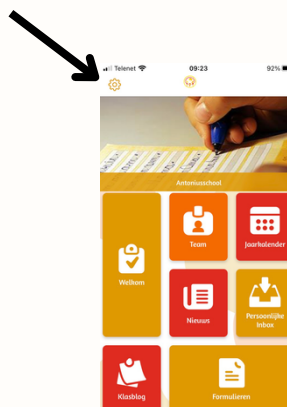 Telenet 09:23 92%
Antoniusschool
Welkom
Team
Jaarkalender
Nieuws
Persoonlijke
Inbox
Klasblog
Formulieren